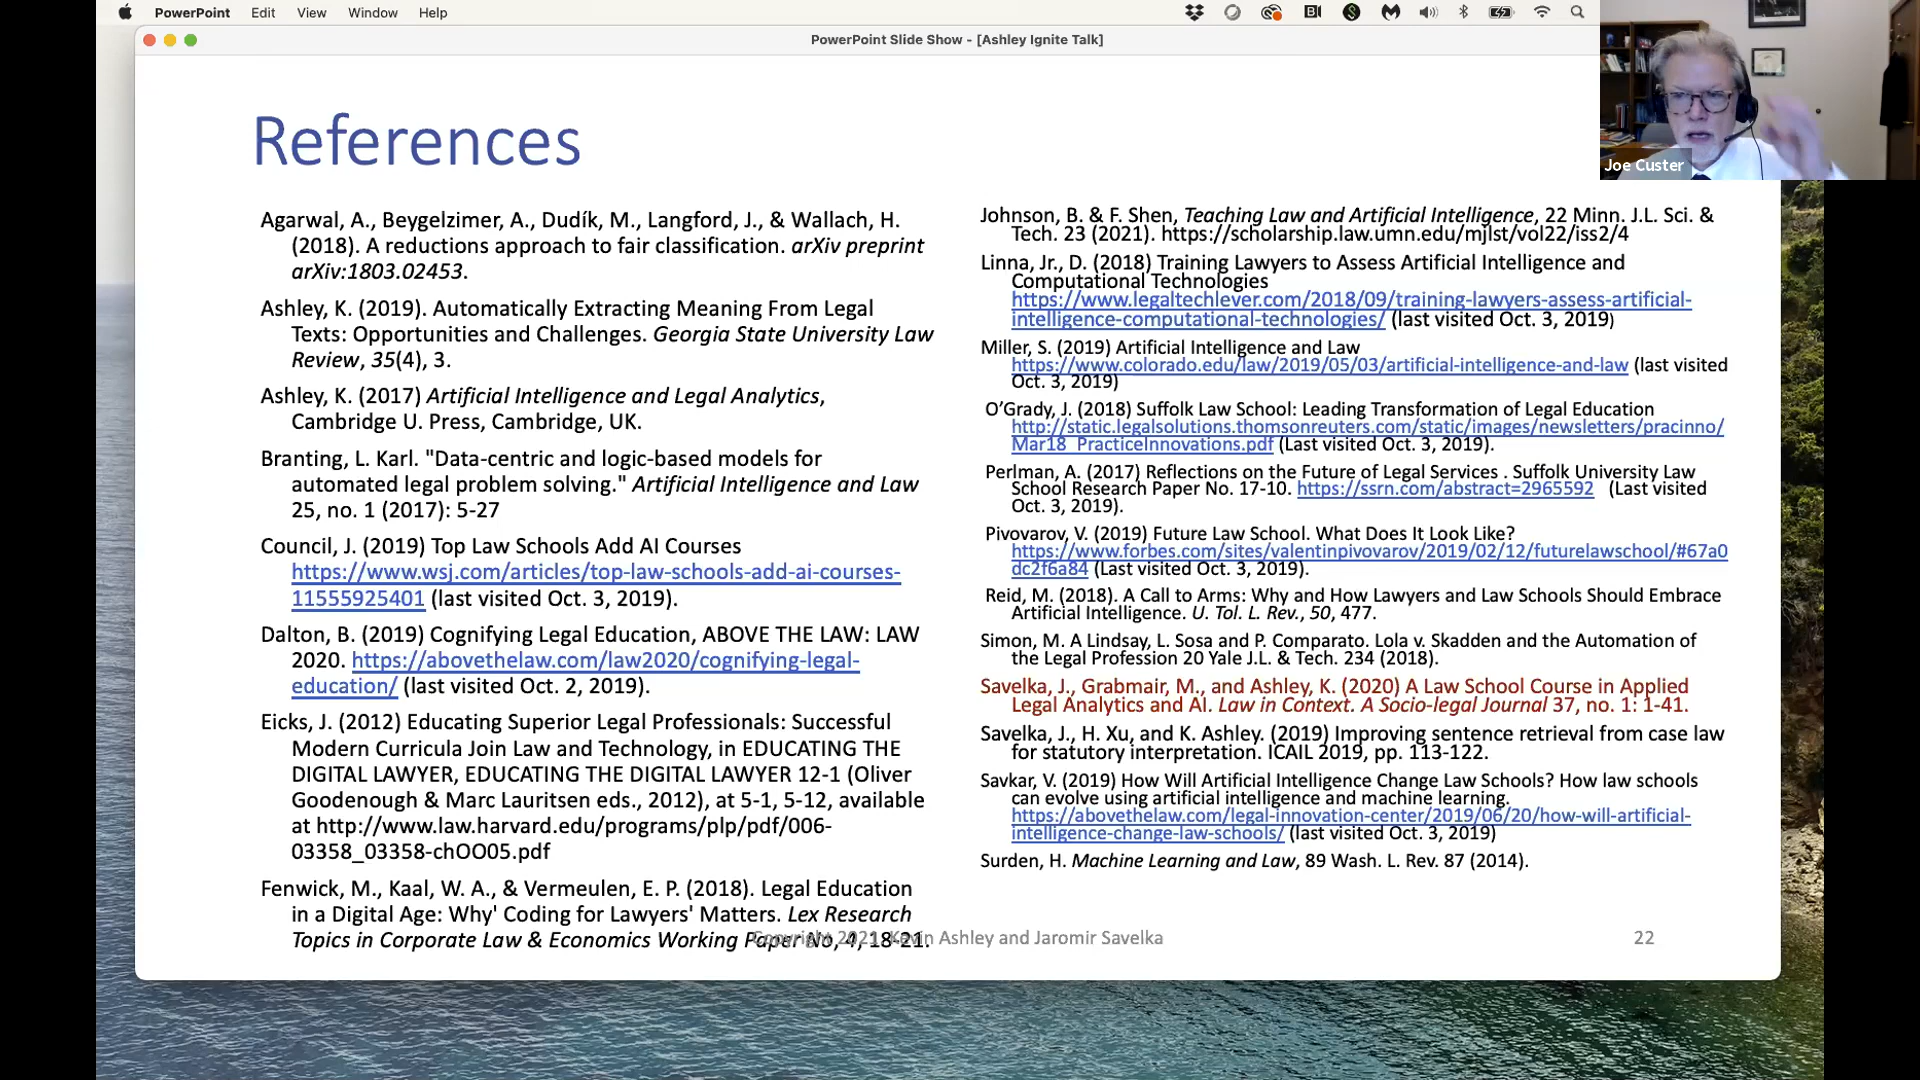 PowerPoint Edit View Window Help
PowerPoint Slide Show - [Ashley Ignite Talk]
Joe Custer
References
Agarwal, A., Beygelzimer, A., Dudík, M., Langford, J., & Wallach, H.
(2018). A reductions approach to fair classification. arXiv preprint
arXiv:1803.02453.
Ashley, K. (2019). Automatically Extracting Meaning From Legal
Texts: Opportunities and Challenges. Georgia State University Law
Review, 35(4), 3.
Ashley, K. (2017) Artificial Intelligence and Legal Analytics,
Cambridge U. Press, Cambridge, UK.
Branting, L. Karl. "Data-centric and logic-based models for
automated legal problem solving." Artificial Intelligence and Law
25, no. 1 (2017): 5-27
Council, J. (2019) Top Law Schools Add AI Courses
https://www.wsj.com/articles/top-law-schools-add-ai-courses-
11555925401 (last visited Oct. 3, 2019).
Dalton, B. (2019) Cognifying Legal Education, ABOVE THE LAW: LAW
2020. https://abovethelaw.com/law2020/cognifying-legal-
education/ (last visited Oct. 2, 2019).
Eicks, J. (2012) Educating Superior Legal Professionals: Successful
Modern Curricula Join Law and Technology, in EDUCATING THE
DIGITAL LAWYER, EDUCATING THE DIGITAL LAWYER 12-1 (Oliver
Goodenough & Marc Lauritsen eds., 2012), at 5-1, 5-12, available
at http://www.law.harvard.edu/programs/plp/pdf/006-
03358_03358-chOO05.pdf
Fenwick, M., Kaal, W. A., & Vermeulen, E. P. (2018). Legal Education
in a Digital Age: Why' Coding for Lawyers' Matters. Lex Research
Topics in Corporate Law & Economics Working Paper No, 4, 18-21.
Johnson, B. & F. Shen, Teaching Law and Artificial Intelligence, 22 Minn. J.L. Sci. &
Tech. 23 (2021). https://scholarship.law.umn.edu/mjlst/vol22/iss2/4
Linna, Jr., D. (2018) Training Lawyers to Assess Artificial Intelligence and
Computational Technologies
https://www.legaltechlever.com/2018/09/training-lawyers-assess-artificial-
intelligence-computational-technologies/ (last visited Oct. 3, 2019)
Miller, S. (2019) Artificial Intelligence and Law
https://www.colorado.edu/law/2019/05/03/artificial-intelligence-and-law (last visited
Oct. 3, 2019)
O’Grady, J. (2018) Suffolk Law School: Leading Transformation of Legal Education
http://static.legalsolutions.thomsonreuters.com/static/images/newsletters/pracinno/
Mar18_PracticeInnovations.pdf (Last visited Oct. 3, 2019).
Perlman, A. (2017) Reflections on the Future of Legal Services . Suffolk University Law
School Research Paper No. 17-10. https://ssrn.com/abstract=2965592 (Last visited
Oct. 3, 2019).
Pivovarov, V. (2019) Future Law School. What Does It Look Like?
https://www.forbes.com/sites/valentinpivovarov/2019/02/12/futurelawschool/#67a0
dc2f6a84 (Last visited Oct. 3, 2019).
Reid, M. (2018). A Call to Arms: Why and How Lawyers and Law Schools Should Embrace
Artificial Intelligence. U. Tol. L. Rev., 50, 477.
Simon, M. A Lindsay, L. Sosa and P. Comparato. Lola v. Skadden and the Automation of
the Legal Profession 20 Yale J.L. & Tech. 234 (2018).
Savelka, J., Grabmair, M., and Ashley, K. (2020) A Law School Course in Applied
Legal Analytics and AI. Law in Context. A Socio-legal Journal 37, no. 1: 1-41.
Savelka, J., H. Xu, and K. Ashley. (2019) Improving sentence retrieval from case law
for statutory interpretation. ICAIL 2019, pp. 113-122.
Savkar, V. (2019) How Will Artificial Intelligence Change Law Schools? How law schools
can evolve using artificial intelligence and machine learning.
https://abovethelaw.com/legal-innovation-center/2019/06/20/how-will-artificial-
intelligence-change-law-schools/ (last visited Oct. 3, 2019)
Surden, H. Machine Learning and Law, 89 Wash. L. Rev. 87 (2014).
Copyright 2021, Kevin Ashley and Jaromir Savelka
22